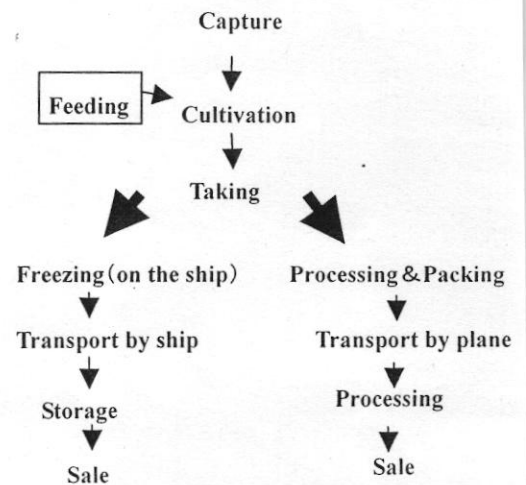 Capture
Feeding
Cultivation
Taking
Freezing(on the ship)
Processing&Packing
Transport by ship
Transport by plane
Storage
Processing
Sale
Sale